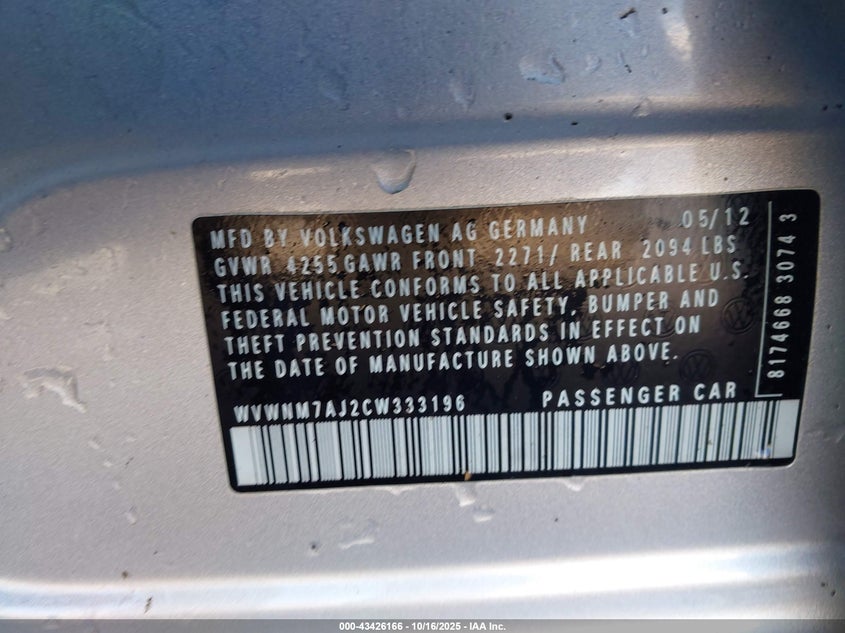 MFD BY VOLKSWAGEN AG GERMANY 05/12
GVWR 4255 GAWR FRONT 2271/ REAR 2094 LBS
THIS VEHICLE CONFORMS TO ALL APPLICABLE U.S.
FEDERAL MOTOR VEHICLE SAFETY, BUMPER AND
THEFT PREVENTION STANDARDS IN EFFECT ON
THE DATE OF MANUFACTURE SHOWN ABOVE.
WVWNM7AJ2CW333196 PASSENGER CAR
8174668 3074 3
000-43426166 - 10/16/2025 - IAA Inc.